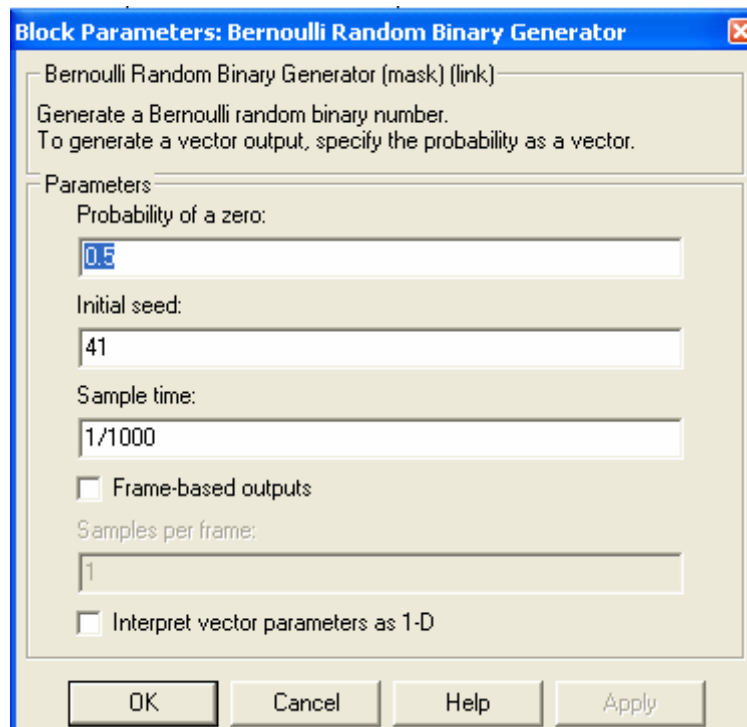 Block Parameters: Bernoulli Random Binary Generator
Bernoulli Random Binary Generator (mask) (link)
Generate a Bernoulli random binary number.
To generate a vector output, specify the probability as a vector.
Parameters
Probability of a zero:
0.5
Initial seed:
41
Sample time:
1/1000
Frame-based outputs
Samples per frame:
1
Interpret vector parameters as 1-D
OK Cancel Help Apply